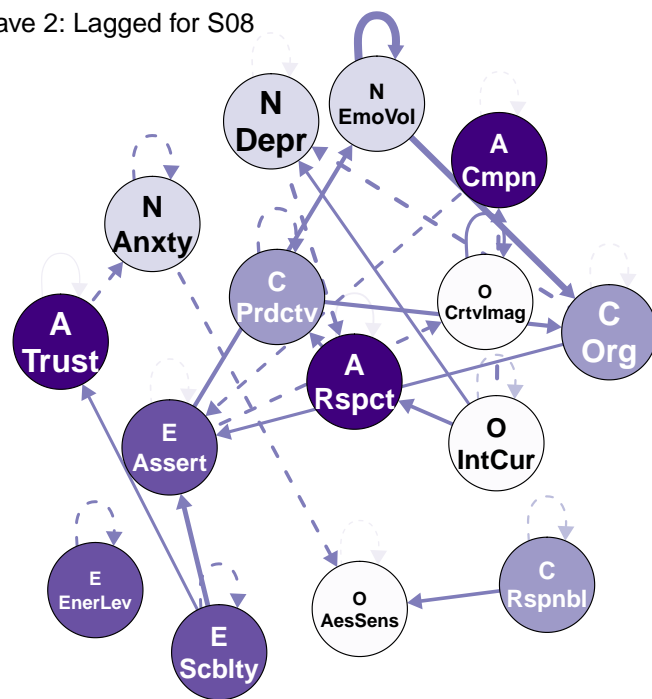 ave 2: Lagged for S08
N
EmoVol
N
Depr
A
Cmpn
N
Anxty
C
Prdctv
O
CrtvImag
C
Org
A
Trust
A
Rspct
E
Assert
O
IntCur
E
EnerLev
C
Rspnbl
O
AesSens
E
Scblty